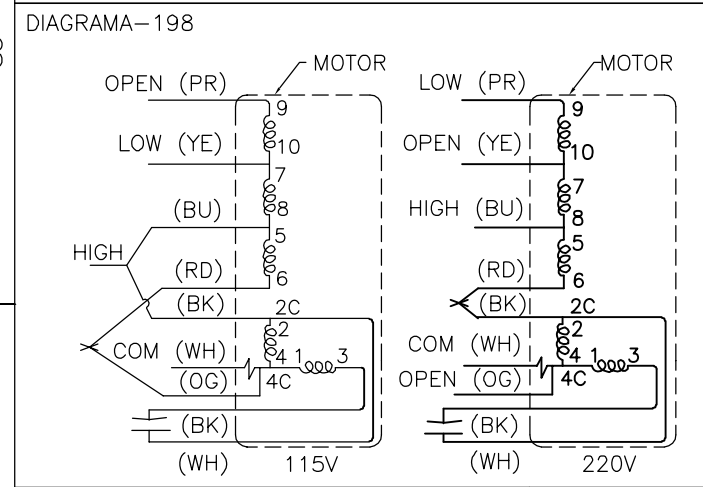 DIAGRAMA-198
MOTOR
OPEN (PR)
9
10
LOW (YE)
7
8
(BU)
HIGH
5
6
(RD)
(BK)
2C
2
COM (WH)
4 1 3
(OG)
4C
(BK)
(WH)
115V
MOTOR
LOW (PR)
9
10
OPEN (YE)
7
8
HIGH (BU)
5
6
(RD)
(BK)
2C
2
COM (WH)
4 1 3
OPEN (OG)
4C
(BK)
(WH)
220V